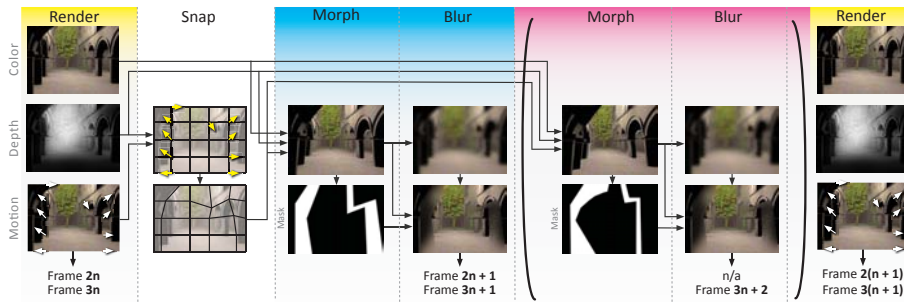 Render
Snap
Morph
Blur
Morph
Blur
Render
Color
Depth
Motion
Mask
Mask
Frame 2n
Frame 3n
Frame 2n + 1
Frame 3n + 1
n/a
Frame 3n + 2
Frame 2(n + 1)
Frame 3(n + 1)